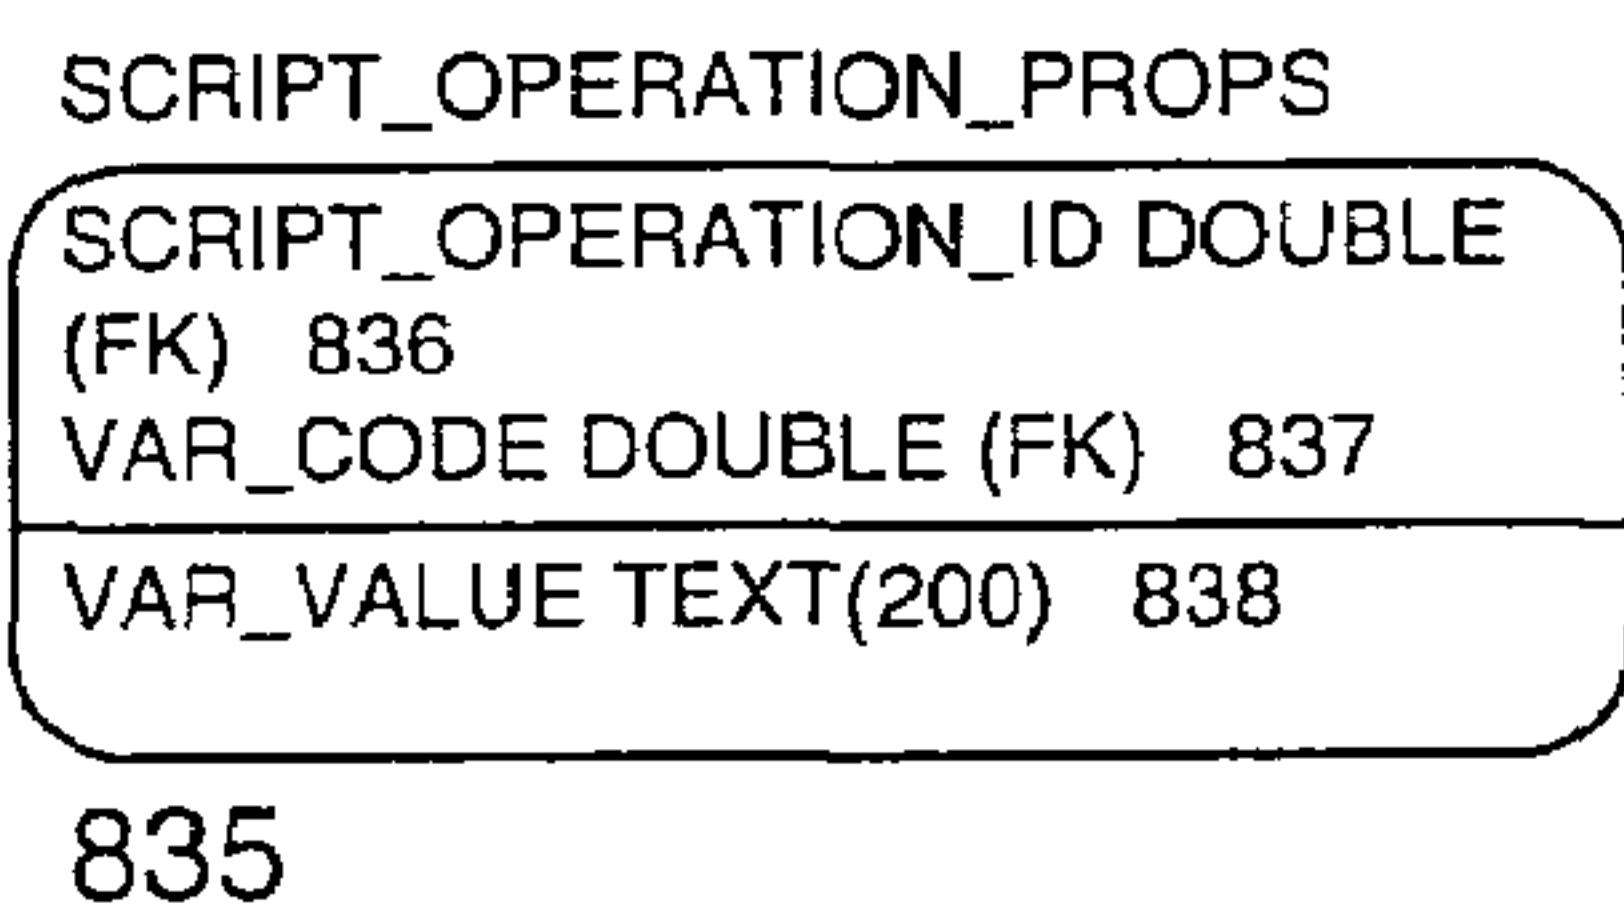 SCRIPT_OPERATION_PROPS
SCRIPT_OPERATION_ID DOUBLE
(FK) 836
VAR_CODE DOUBLE (FK) 837
VAR_VALUE TEXT(200) 838
835